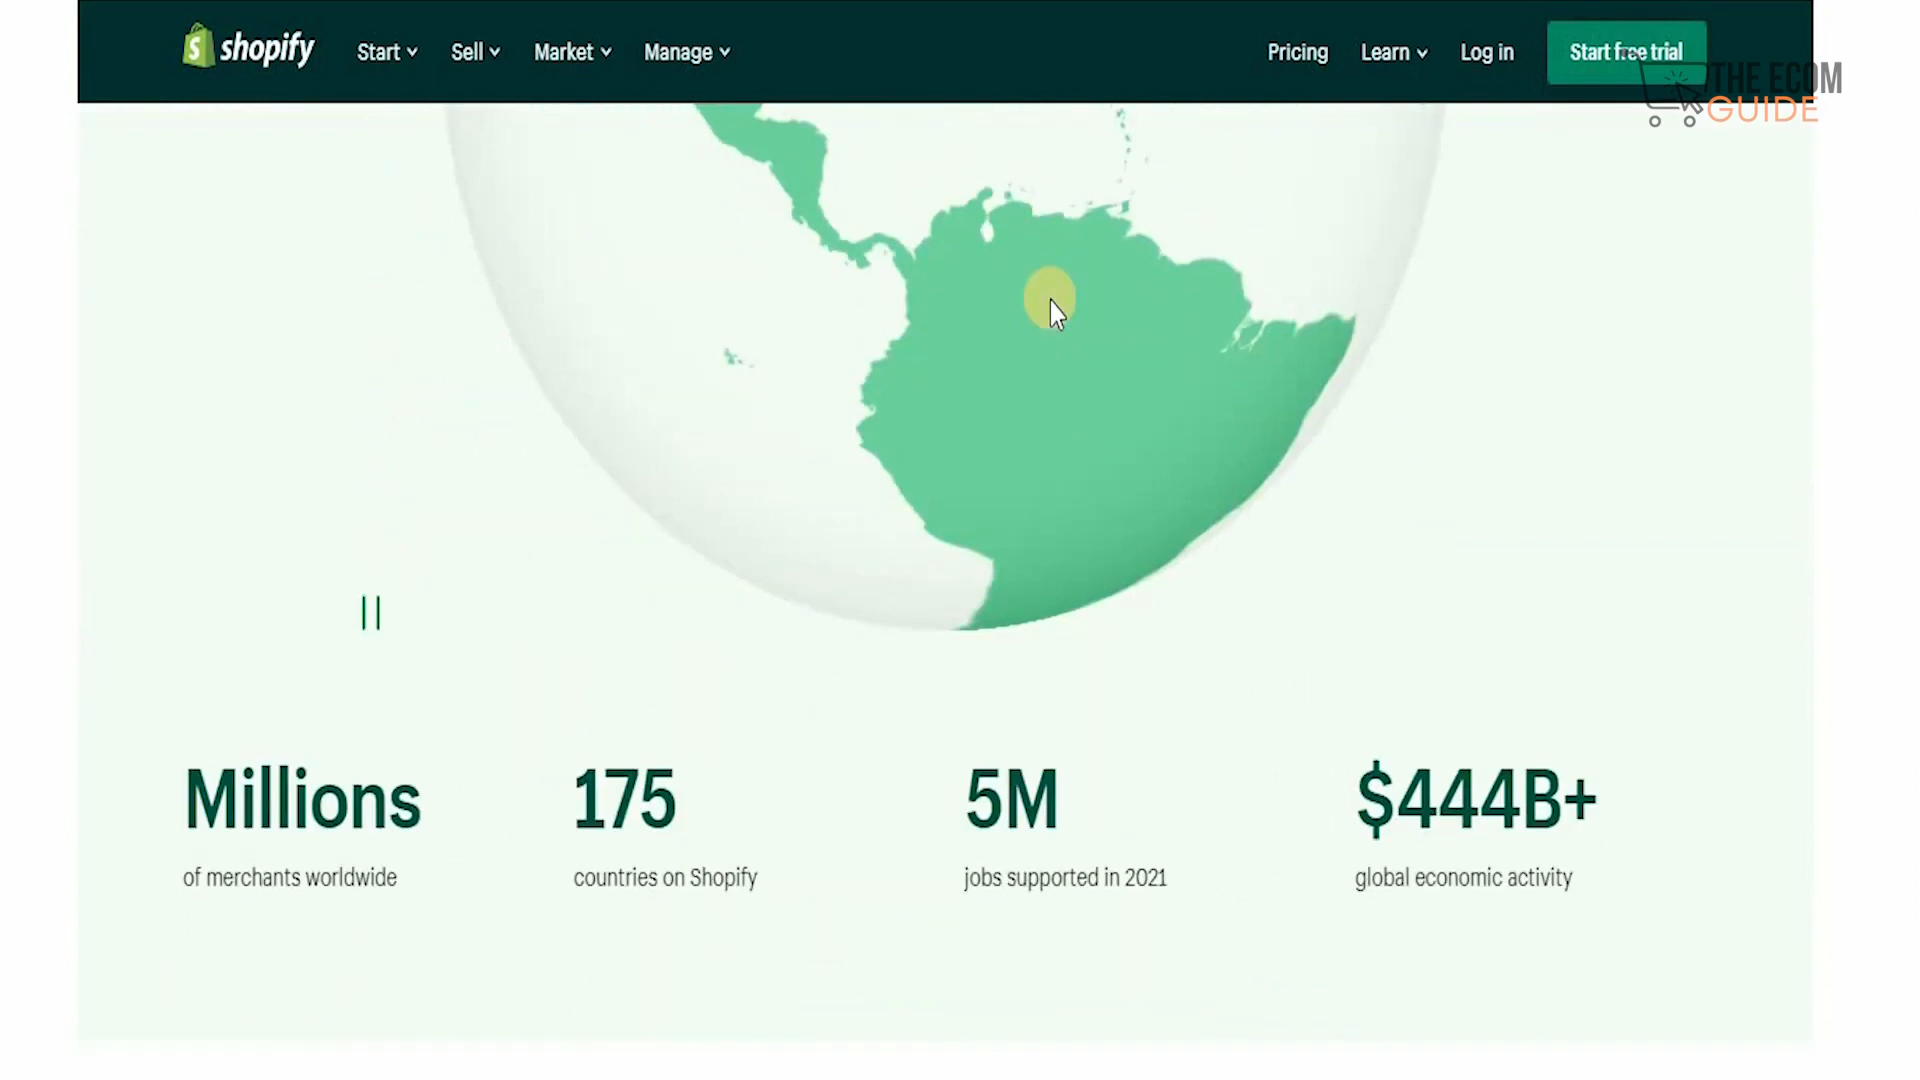 shopify Start Sell Market Manage Pricing Learn Log in Start free trial
THE ECOM
GUIDE
Millions 175 5M $444B+
of merchants worldwide countries on Shopify jobs supported in 2021 global economic activity